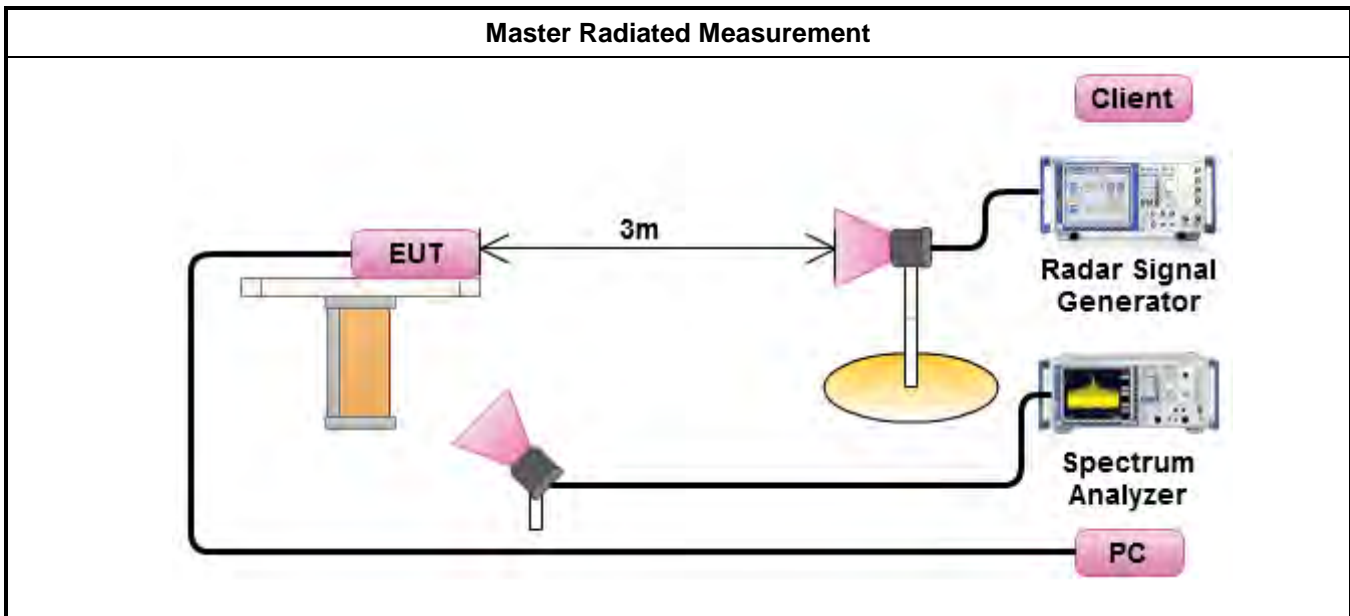 Master Radiated Measurement
Client
EUT
3m
Radar Signal
Generator
Spectrum
Analyzer
PC